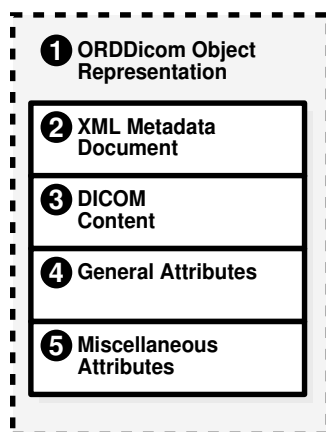 1 ORDDicom Object
Representation
2 XML Metadata
Document
3 DICOM
Content
4 General Attributes
5 Miscellaneous
Attributes